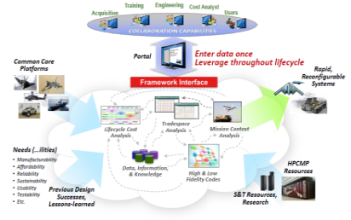 Acquisition
Training
Engineering
Cost Analyst
Users
COLLABORATION CAPABILITIES
Portal
Enter data once
Leverage throughout lifecycle
Common Core
Platforms
Framework Interface
Rapid,
Reconfigurable
Systems
Lifecycle Cost
Analysis
Tradespace
Analysis
Mission Context
Analysis
Needs (…ilities)
• Manufacturability
• Affordability
• Reliability
• Sustainability
• Usability
• Testability
• Etc.
Data, Information,
& Knowledge
High & Low
Fidelity Codes
Previous Design
Successes,
Lessons-learned
S&T Resources,
Research
HPCMP
Resources